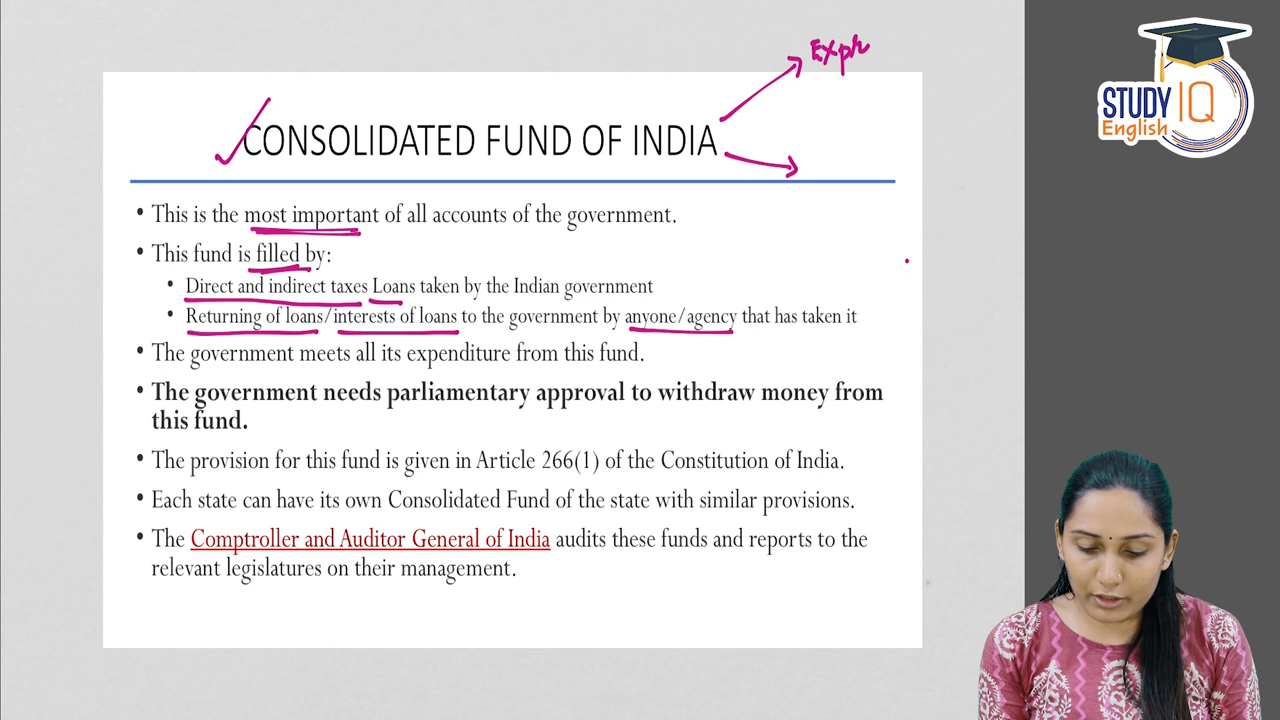 Exph
STUDY IQ
English
CONSOLIDATED FUND OF INDIA
• This is the most important of all accounts of the government.
• This fund is filled by:
• Direct and indirect taxes Loans taken by the Indian government
• Returning of loans/interests of loans to the government by anyone/agency that has taken it
• The government meets all its expenditure from this fund.
• The government needs parliamentary approval to withdraw money from
this fund.
• The provision for this fund is given in Article 266(1) of the Constitution of India.
• Each state can have its own Consolidated Fund of the state with similar provisions.
• The Comptroller and Auditor General of India audits these funds and reports to the
relevant legislatures on their management.